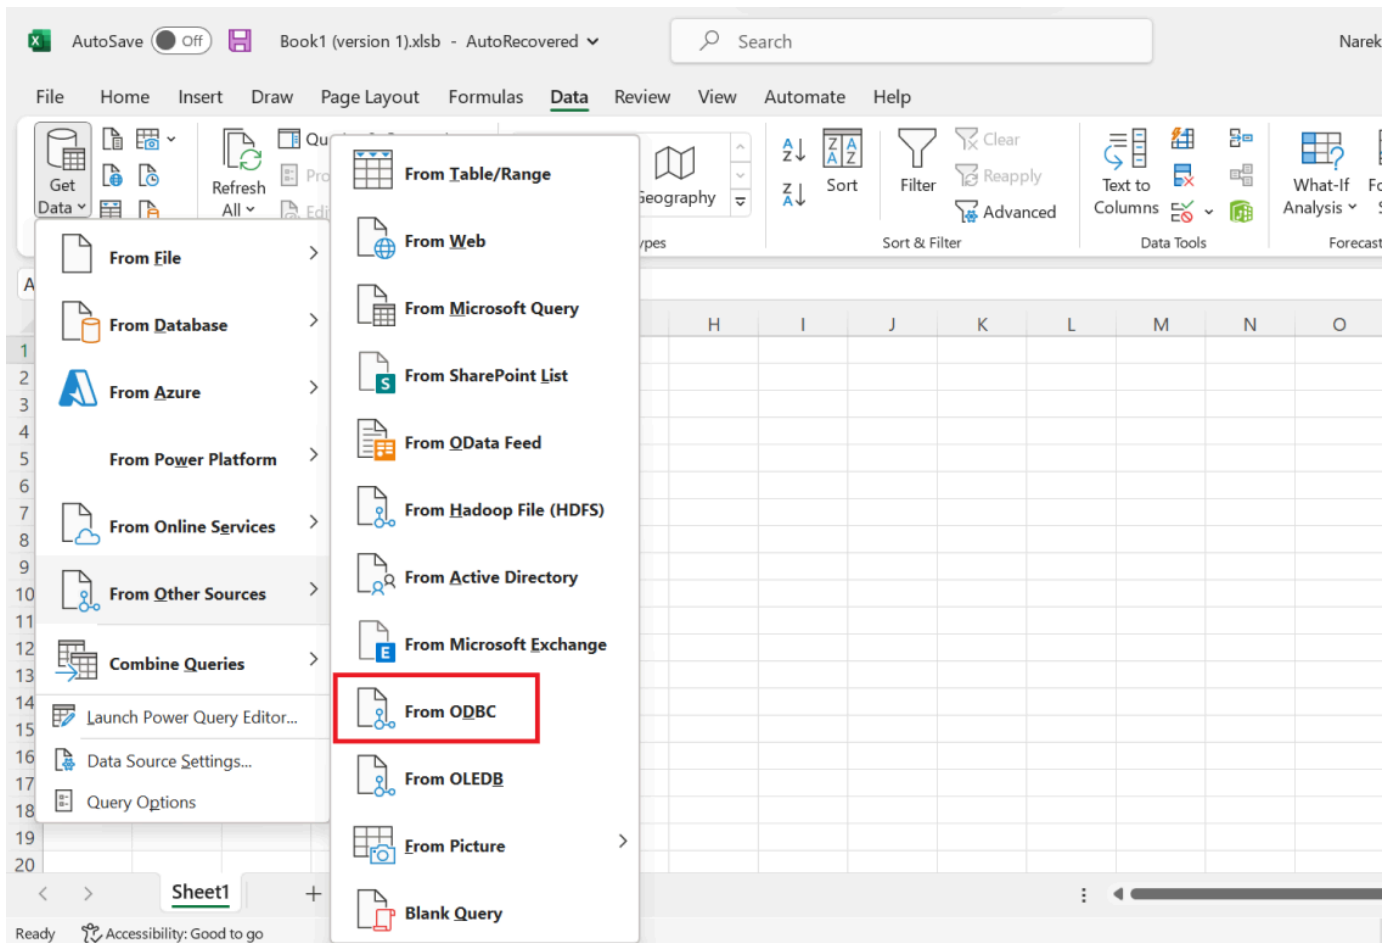 AutoSave Off Book1 (version 1).xlsb - AutoRecovered Search Narek
File Home Insert Draw Page Layout Formulas Data Review View Automate Help
Get Data
Refresh All
Geography
Sort
Filter
Clear
Reapply
Advanced
Text to Columns
What-If Analysis
Sort & Filter
Data Tools
Forecast
From File
From Database
From Azure
From Power Platform
From Online Services
From Other Sources
Combine Queries
Launch Power Query Editor...
Data Source Settings...
Query Options
From Table/Range
From Web
From Microsoft Query
From SharePoint List
From OData Feed
From Hadoop File (HDFS)
From Active Directory
From Microsoft Exchange
From ODBC
From OLEDB
From Picture
Blank Query
H I J K L M N O
1
2
3
4
5
6
7
8
9
10
11
12
13
14
15
16
17
18
19
20
Sheet1
Ready Accessibility: Good to go